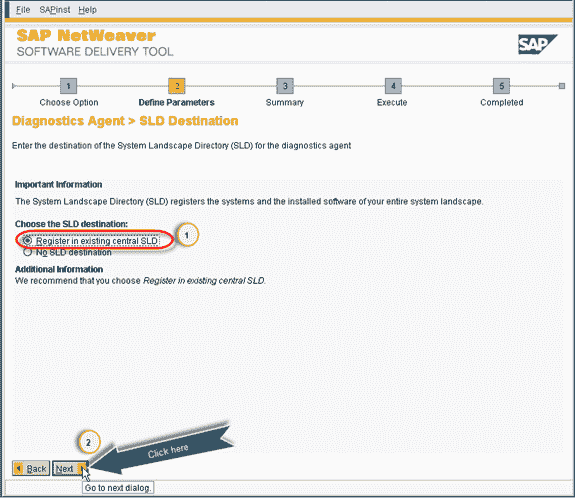 File SAPinst Help
SAP NetWeaver
SOFTWARE DELIVERY TOOL
SAP
1 2 3 4 5
Choose Option Define Parameters Summary Execute Completed
Diagnostics Agent > SLD Destination
Enter the destination of the System Landscape Directory (SLD) for the diagnostics agent
Important Information
The System Landscape Directory (SLD) registers the systems and the installed software of your entire system landscape.
Choose the SLD destination:
Register in existing central SLD
1
No SLD destination
Additional Information
We recommend that you choose Register in existing central SLD.
2
Click here
Back Next
Go to next dialog.